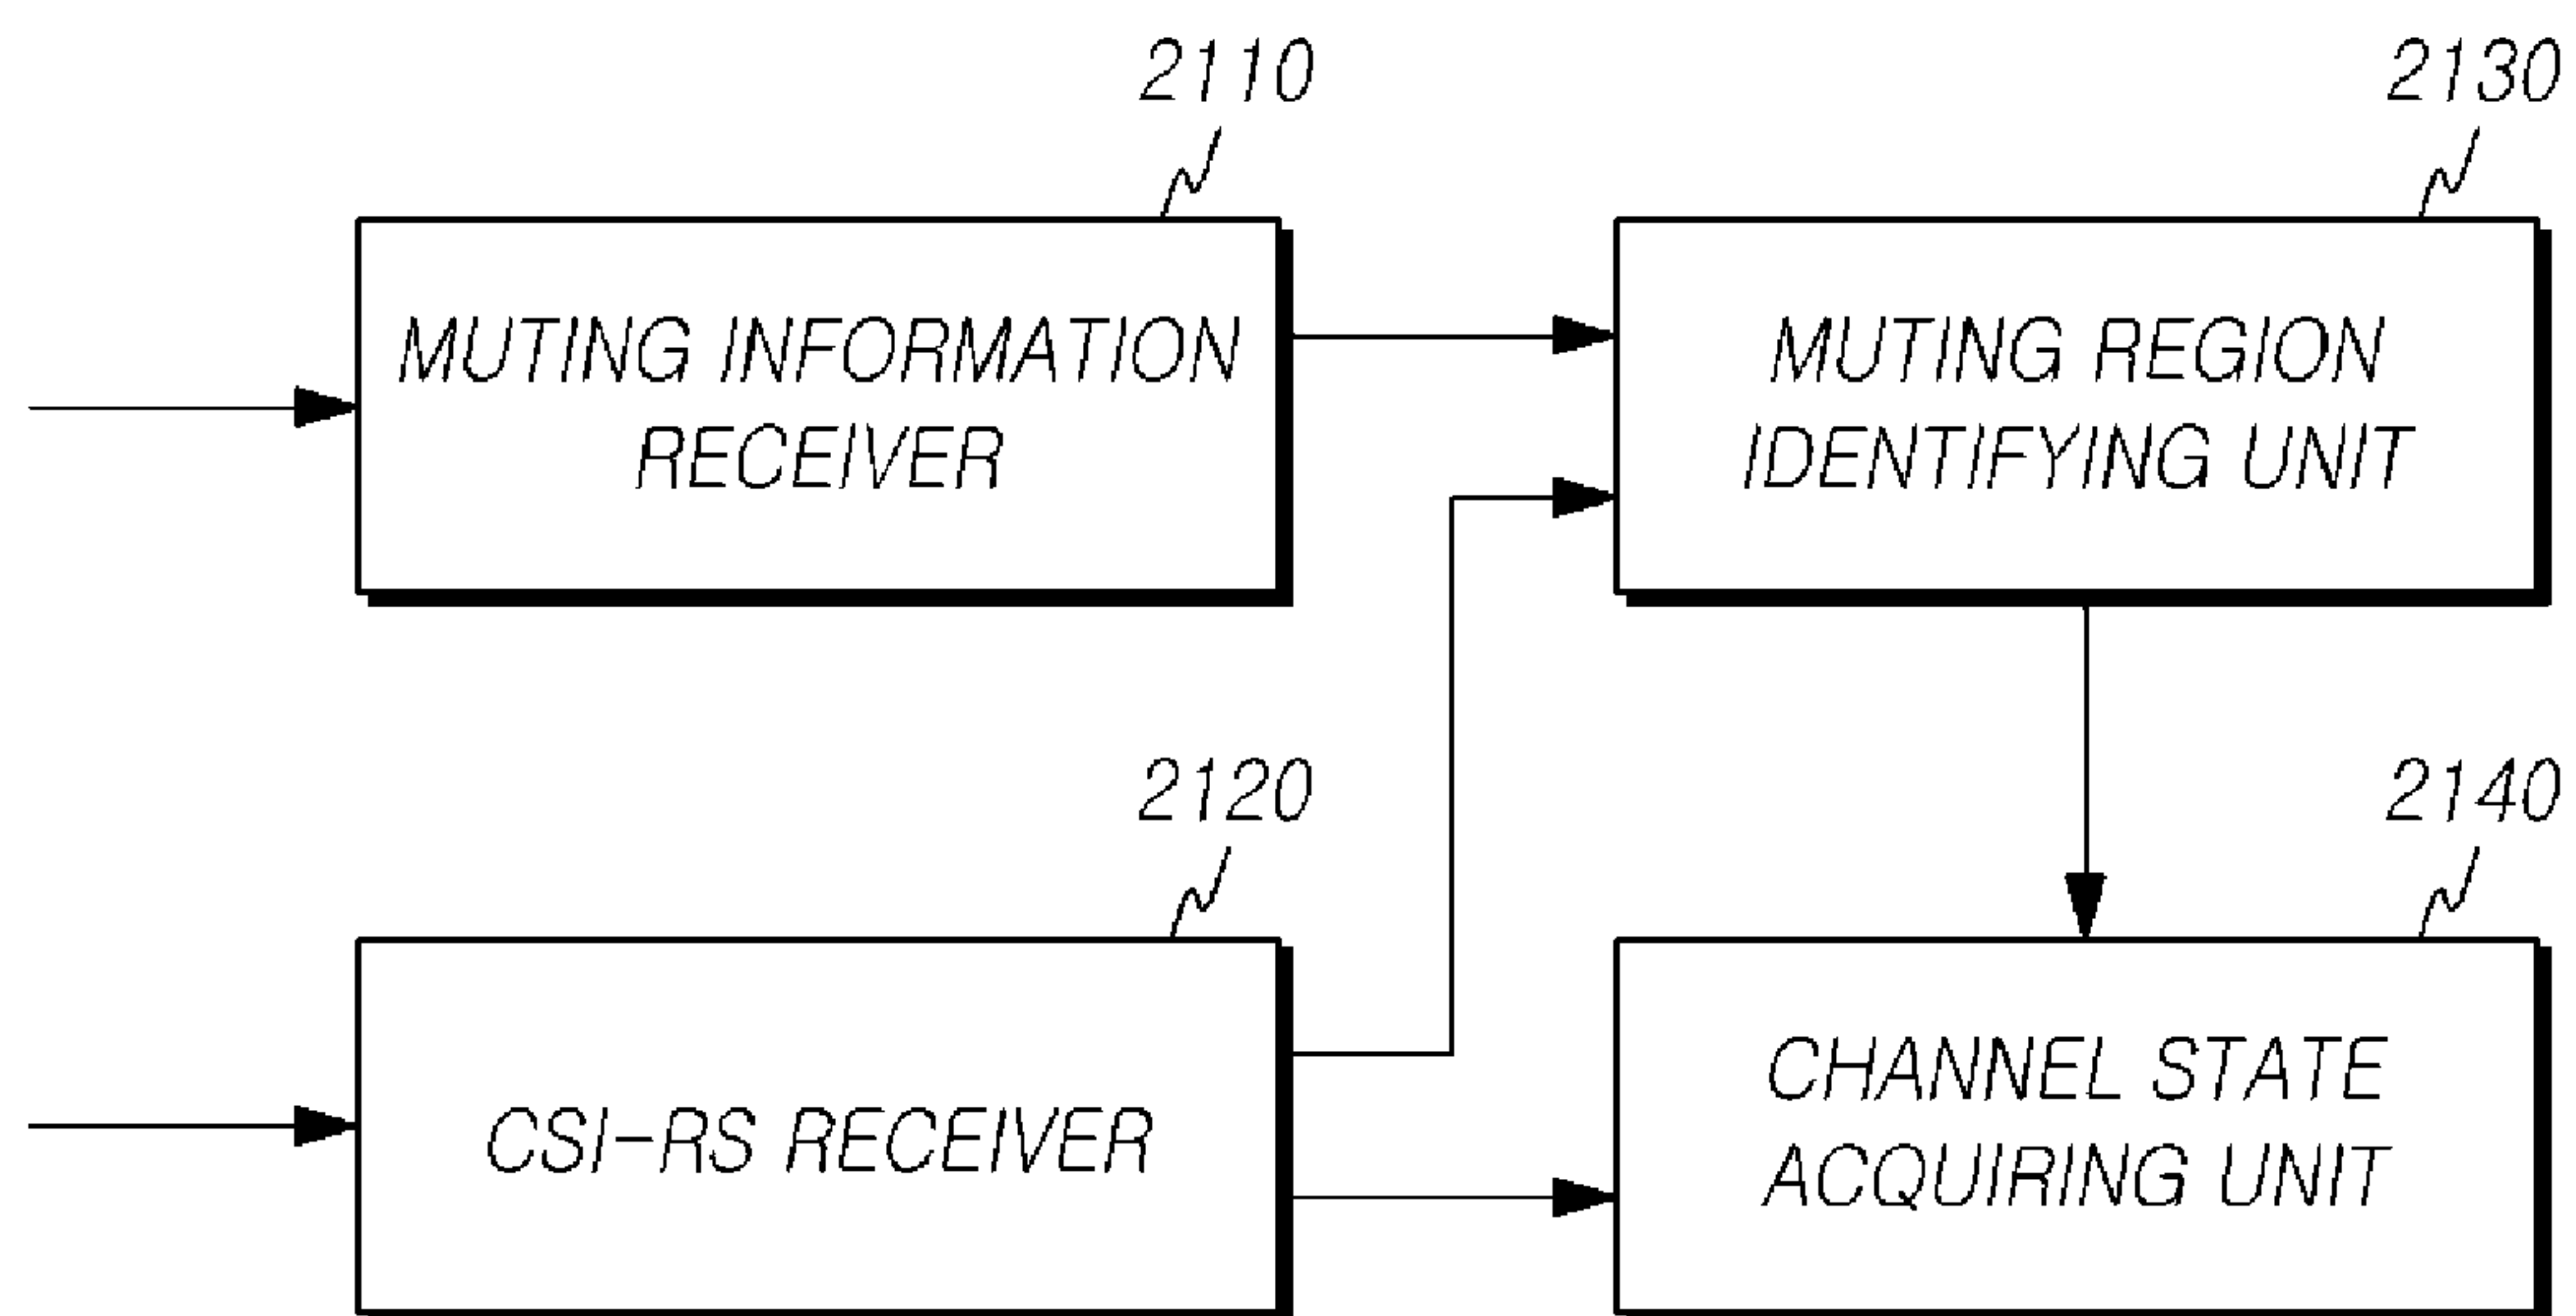 2110
2130
MUTING INFORMATION
RECEIVER
MUTING REGION
IDENTIFYING UNIT
2120
2140
CSI-RS RECEIVER
CHANNEL STATE
ACQUIRING UNIT